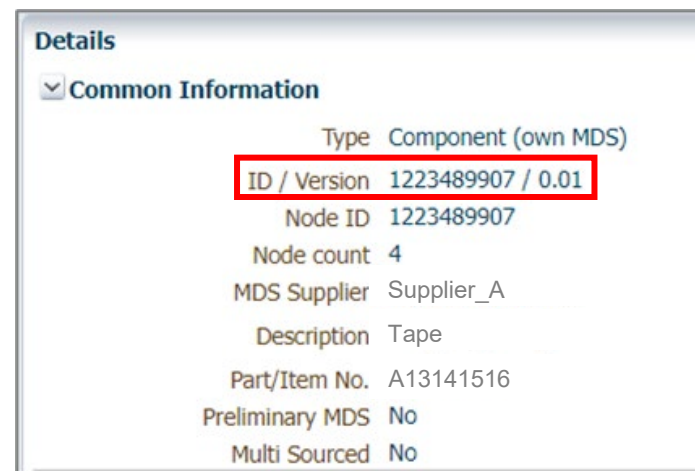 Details
Common Information
Type Component (own MDS)
ID / Version 1223489907 / 0.01
Node ID 1223489907
Node count 4
MDS Supplier Supplier_A
Description Tape
Part/Item No. A13141516
Preliminary MDS No
Multi Sourced No